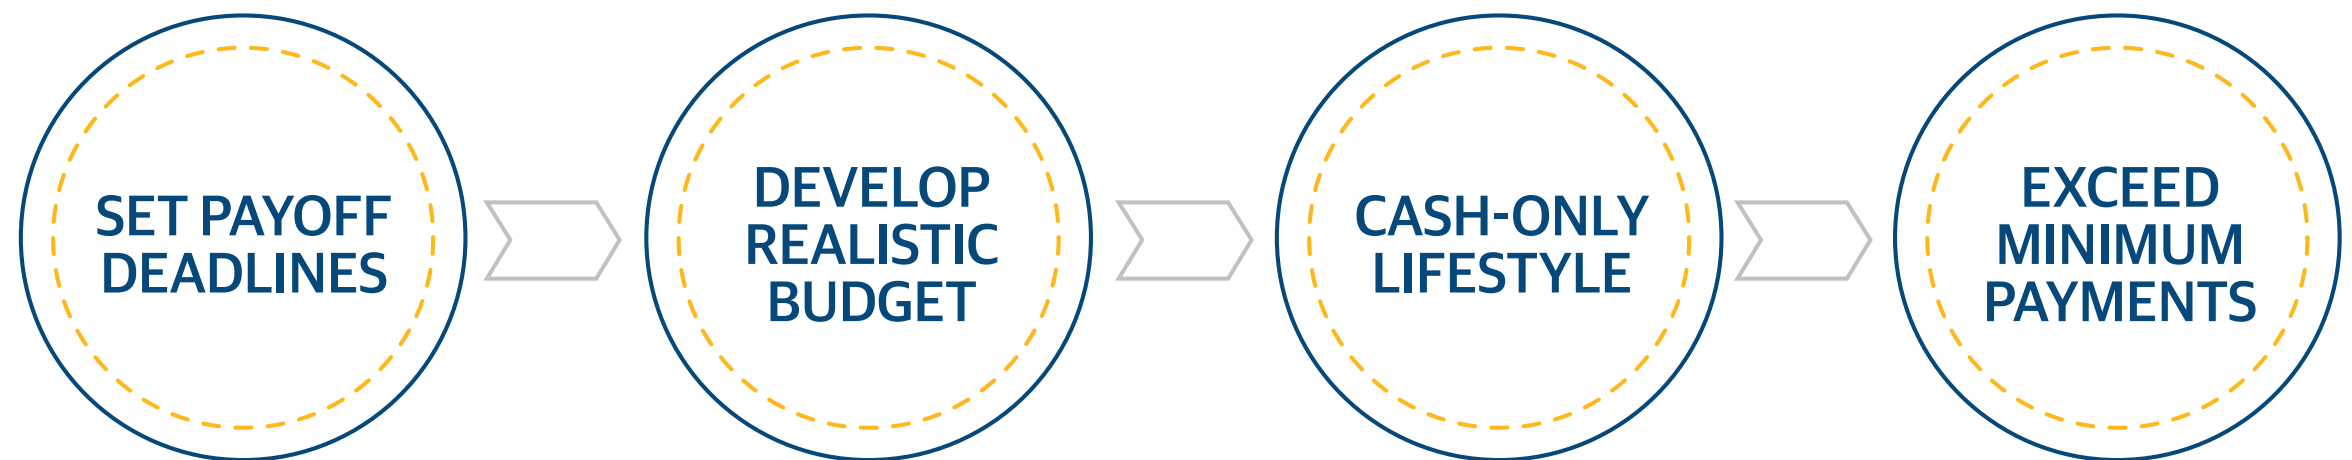 SET PAYOFF
DEADLINES
DEVELOP
REALISTIC
BUDGET
CASH-ONLY
LIFESTYLE
EXCEED
MINIMUM
PAYMENTS